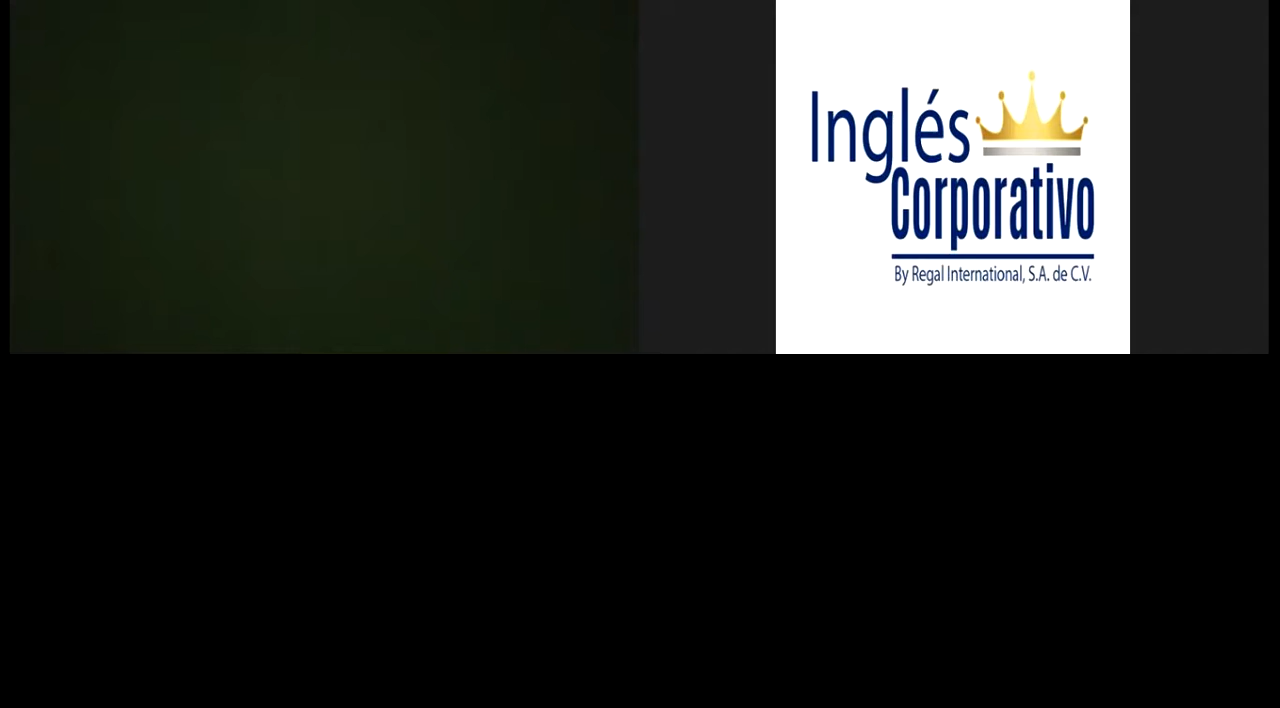 Inglés
Corporativo
By Regal International, S.A. de C.V.